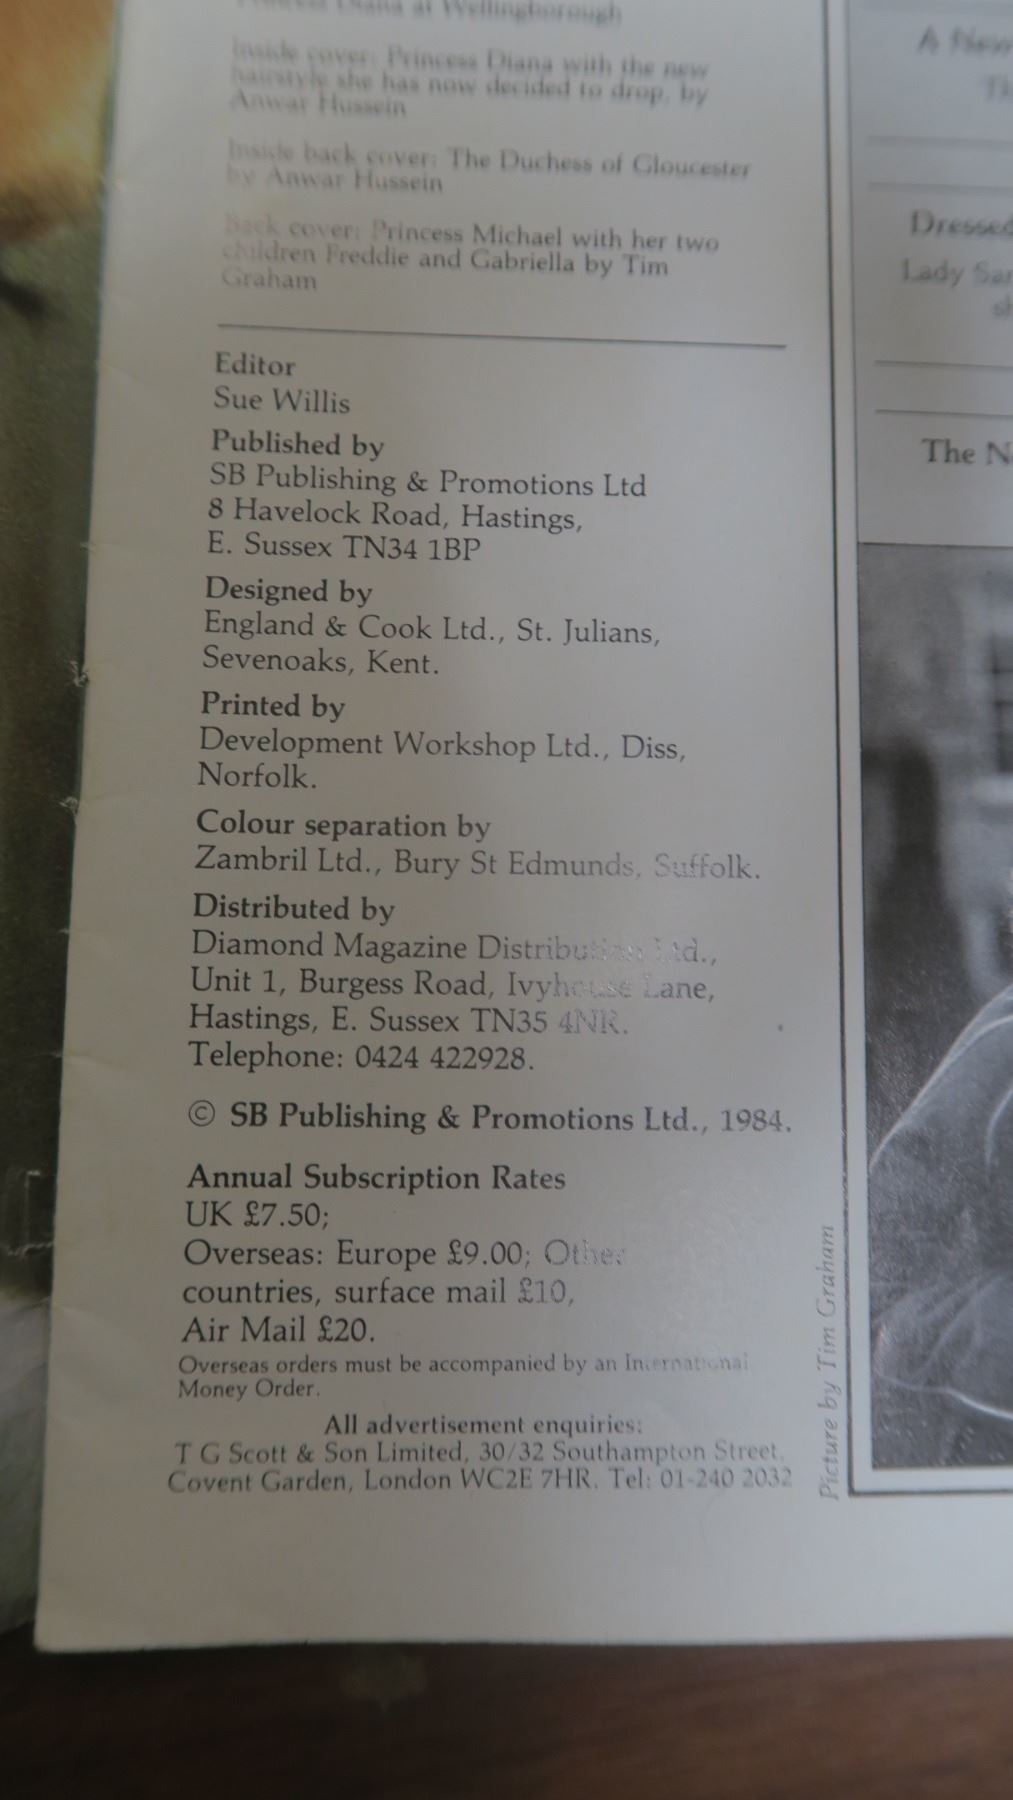 Princess Diana at Wellingborough
Inside cover: Princess Diana with the new
hairstyle she has now decided to drop, by
Anwar Hussein
Inside back cover: The Duchess of Gloucester
by Anwar Hussein
Back cover: Princess Michael with her two
children Freddie and Gabriella by Tim
Graham
Editor
Sue Willis
Published by
SB Publishing & Promotions Ltd
8 Havelock Road, Hastings,
E. Sussex TN34 1BP
Designed by
England & Cook Ltd., St. Julians,
Sevenoaks, Kent.
Printed by
Development Workshop Ltd., Diss,
Norfolk.
Colour separation by
Zambril Ltd., Bury St Edmunds, Suffolk.
Distributed by
Diamond Magazine Distribution Ltd.,
Unit 1, Burgess Road, Ivyhouse Lane,
Hastings, E. Sussex TN35 4NR.
Telephone: 0424 422928.
© SB Publishing & Promotions Ltd., 1984.
Annual Subscription Rates
UK £7.50;
Overseas: Europe £9.00; Other
countries, surface mail £10,
Air Mail £20.
Overseas orders must be accompanied by an International
Money Order.
All advertisement enquiries:
T G Scott & Son Limited, 30/32 Southampton Street,
Covent Garden, London WC2E 7HR. Tel: 01-240 2032
Picture by Tim Graham
A New
Dressed
Lady
The